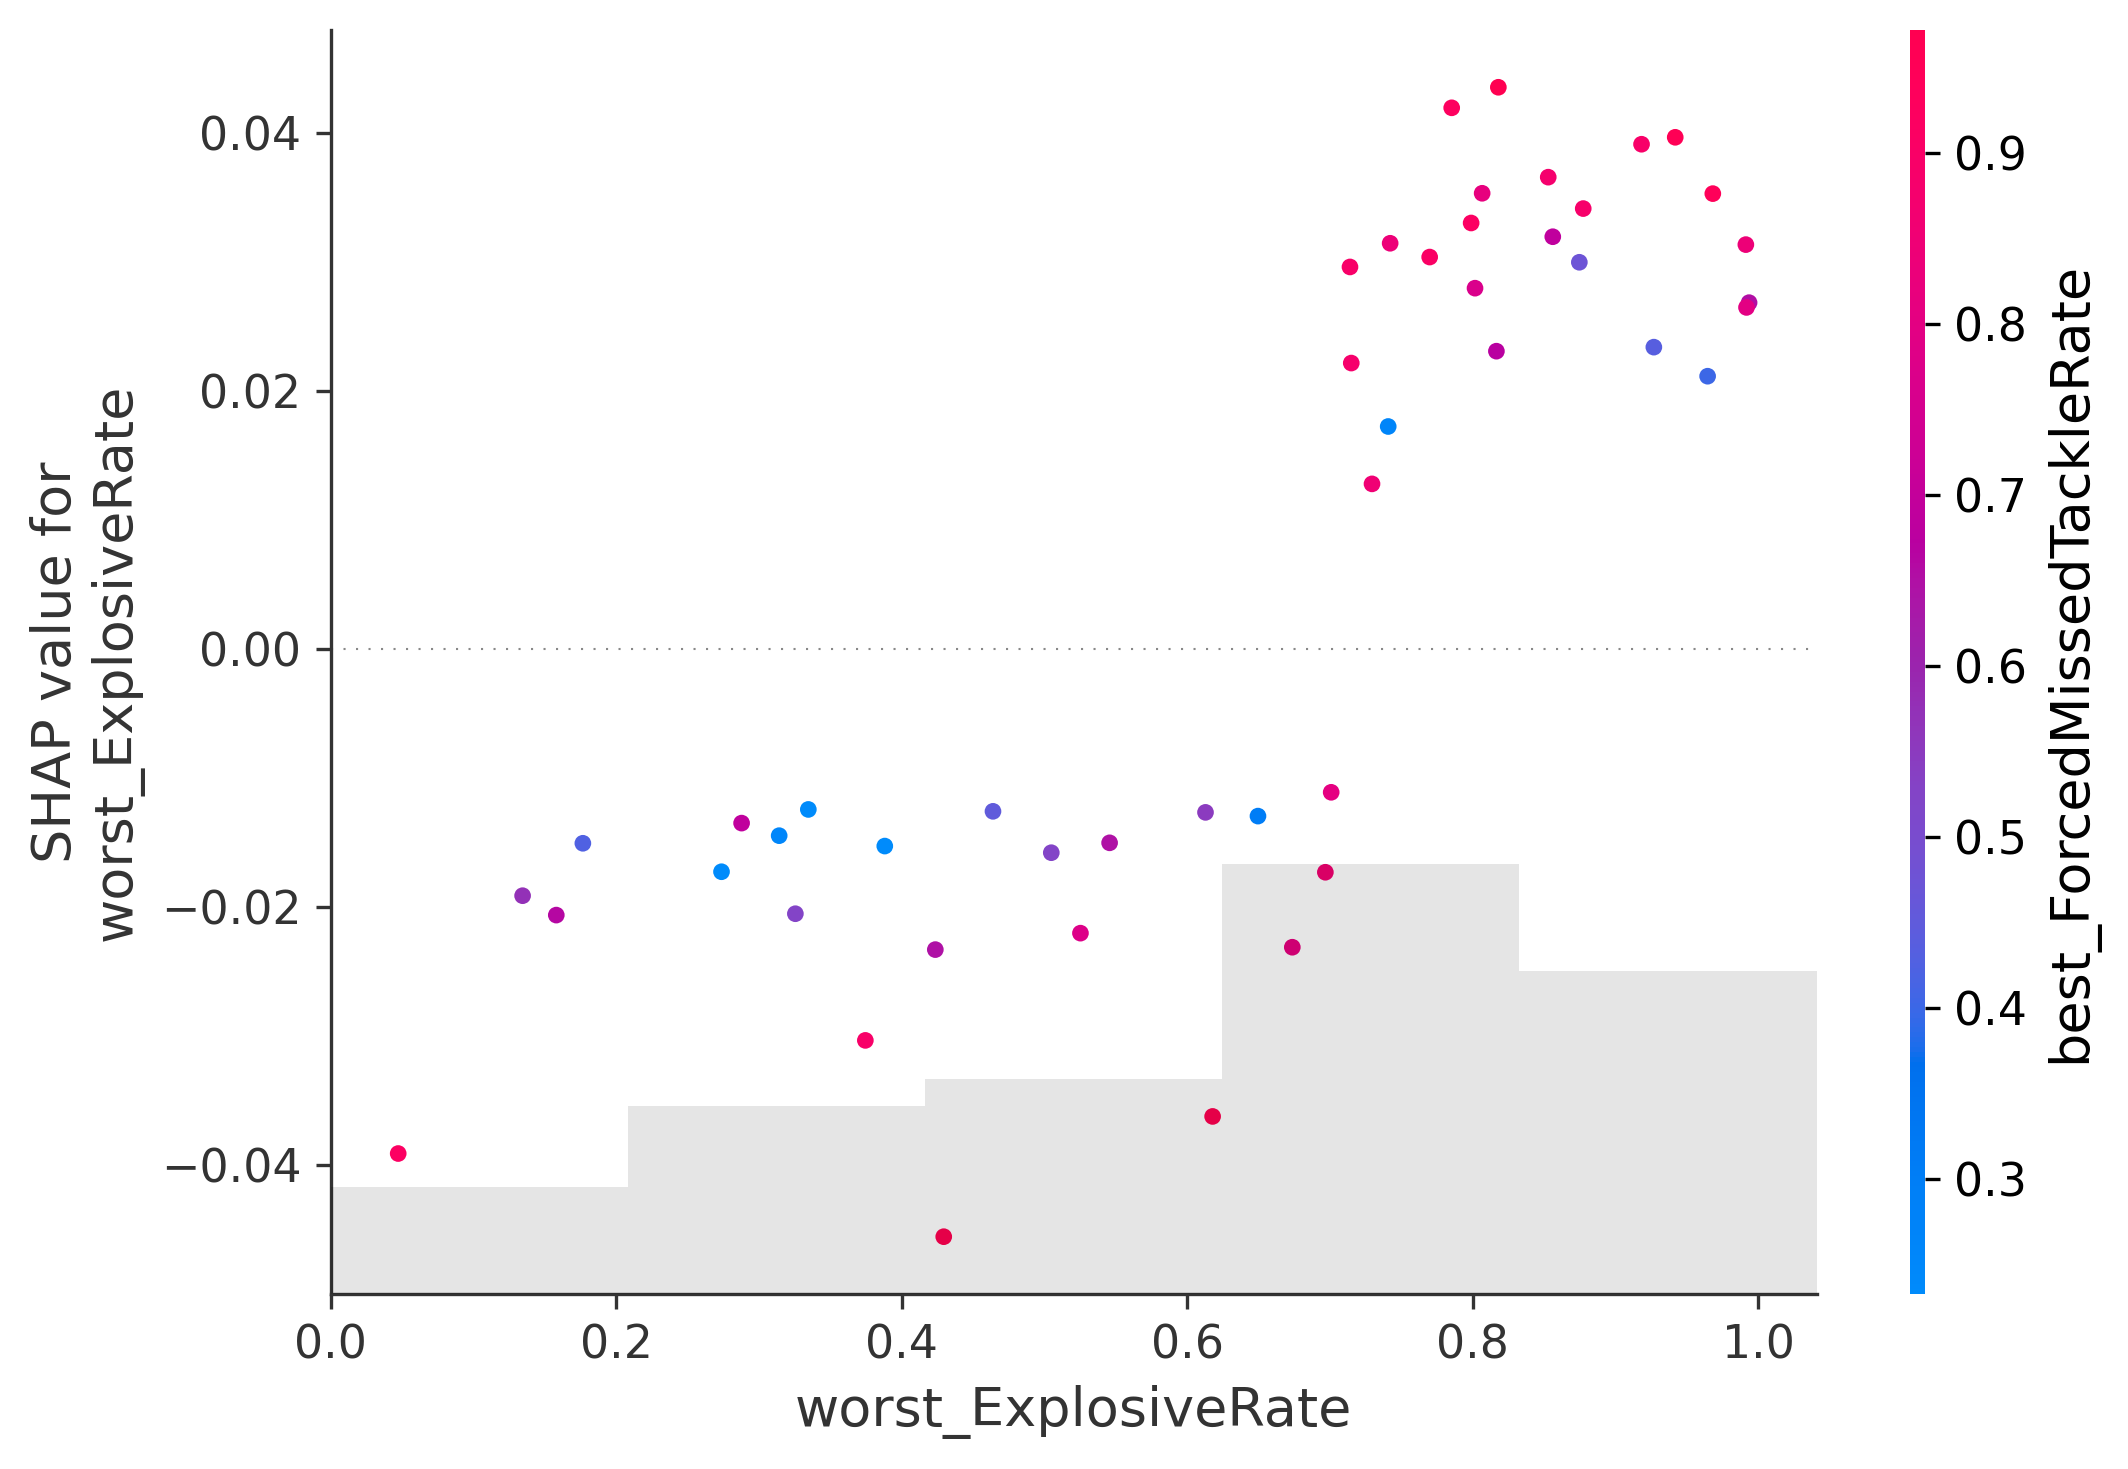 SHAP value for
worst_ExplosiveRate
0.04
0.02
0.00
−0.02
−0.04
0.0 0.2 0.4 0.6 0.8 1.0
worst_ExplosiveRate
0.9
0.8
0.7
0.6
0.5
0.4
0.3
best_ForcedMissedTackleRate